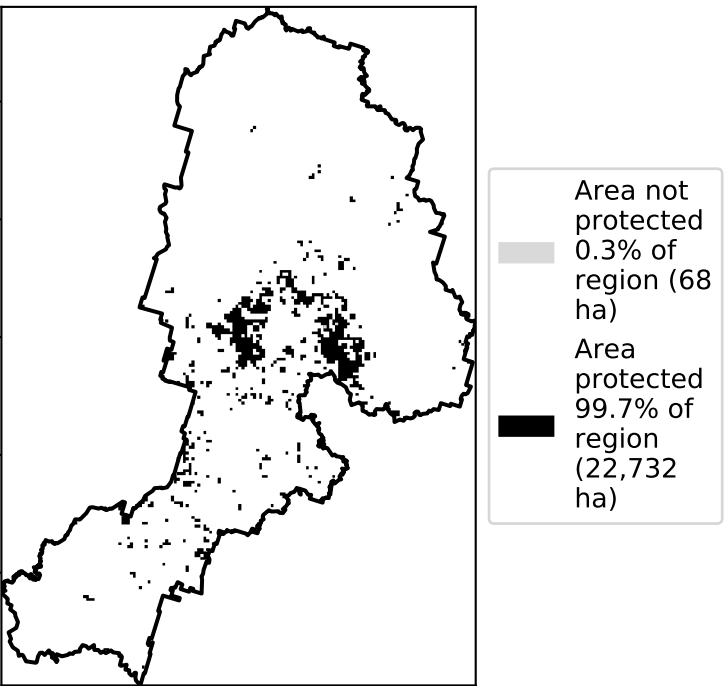 Area not
protected
0.3% of
region (68
ha)
Area
protected
99.7% of
region
(22,732
ha)